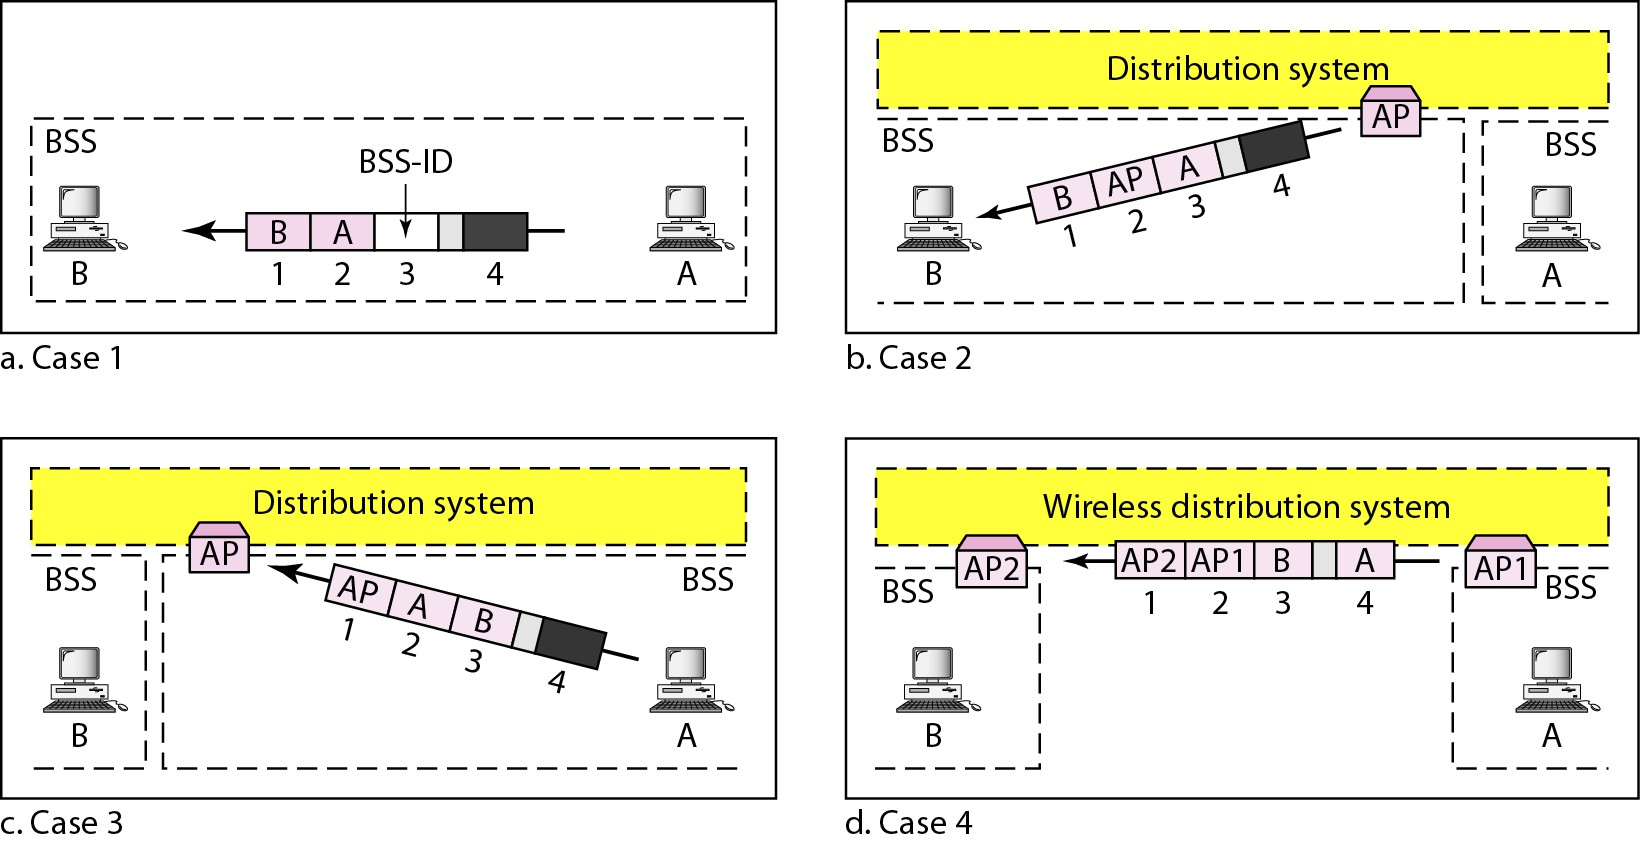 BSS
BSS-ID
B A
1 2 3 4
B A
a. Case 1
Distribution system
AP
BSS BSS
B AP A
1 2 3 4
B A
b. Case 2
Distribution system
AP
BSS BSS
AP A B
1 2 3 4
B A
c. Case 3
Wireless distribution system
AP2 AP2 AP1 B A AP1
BSS BSS
1 2 3 4
B A
d. Case 4